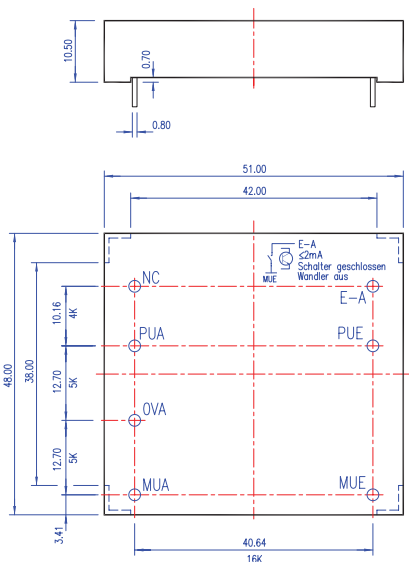 10.50
0.70
0.80
51.00
42.00
E-A
≤2mA
Schalter geschlossen
MUE Wandler aus
NC
E-A
10.16
4K
PUA
PUE
48.00
38.00
12.70
5K
OVA
12.70
5K
MUA
MUE
3.41
40.64
16K